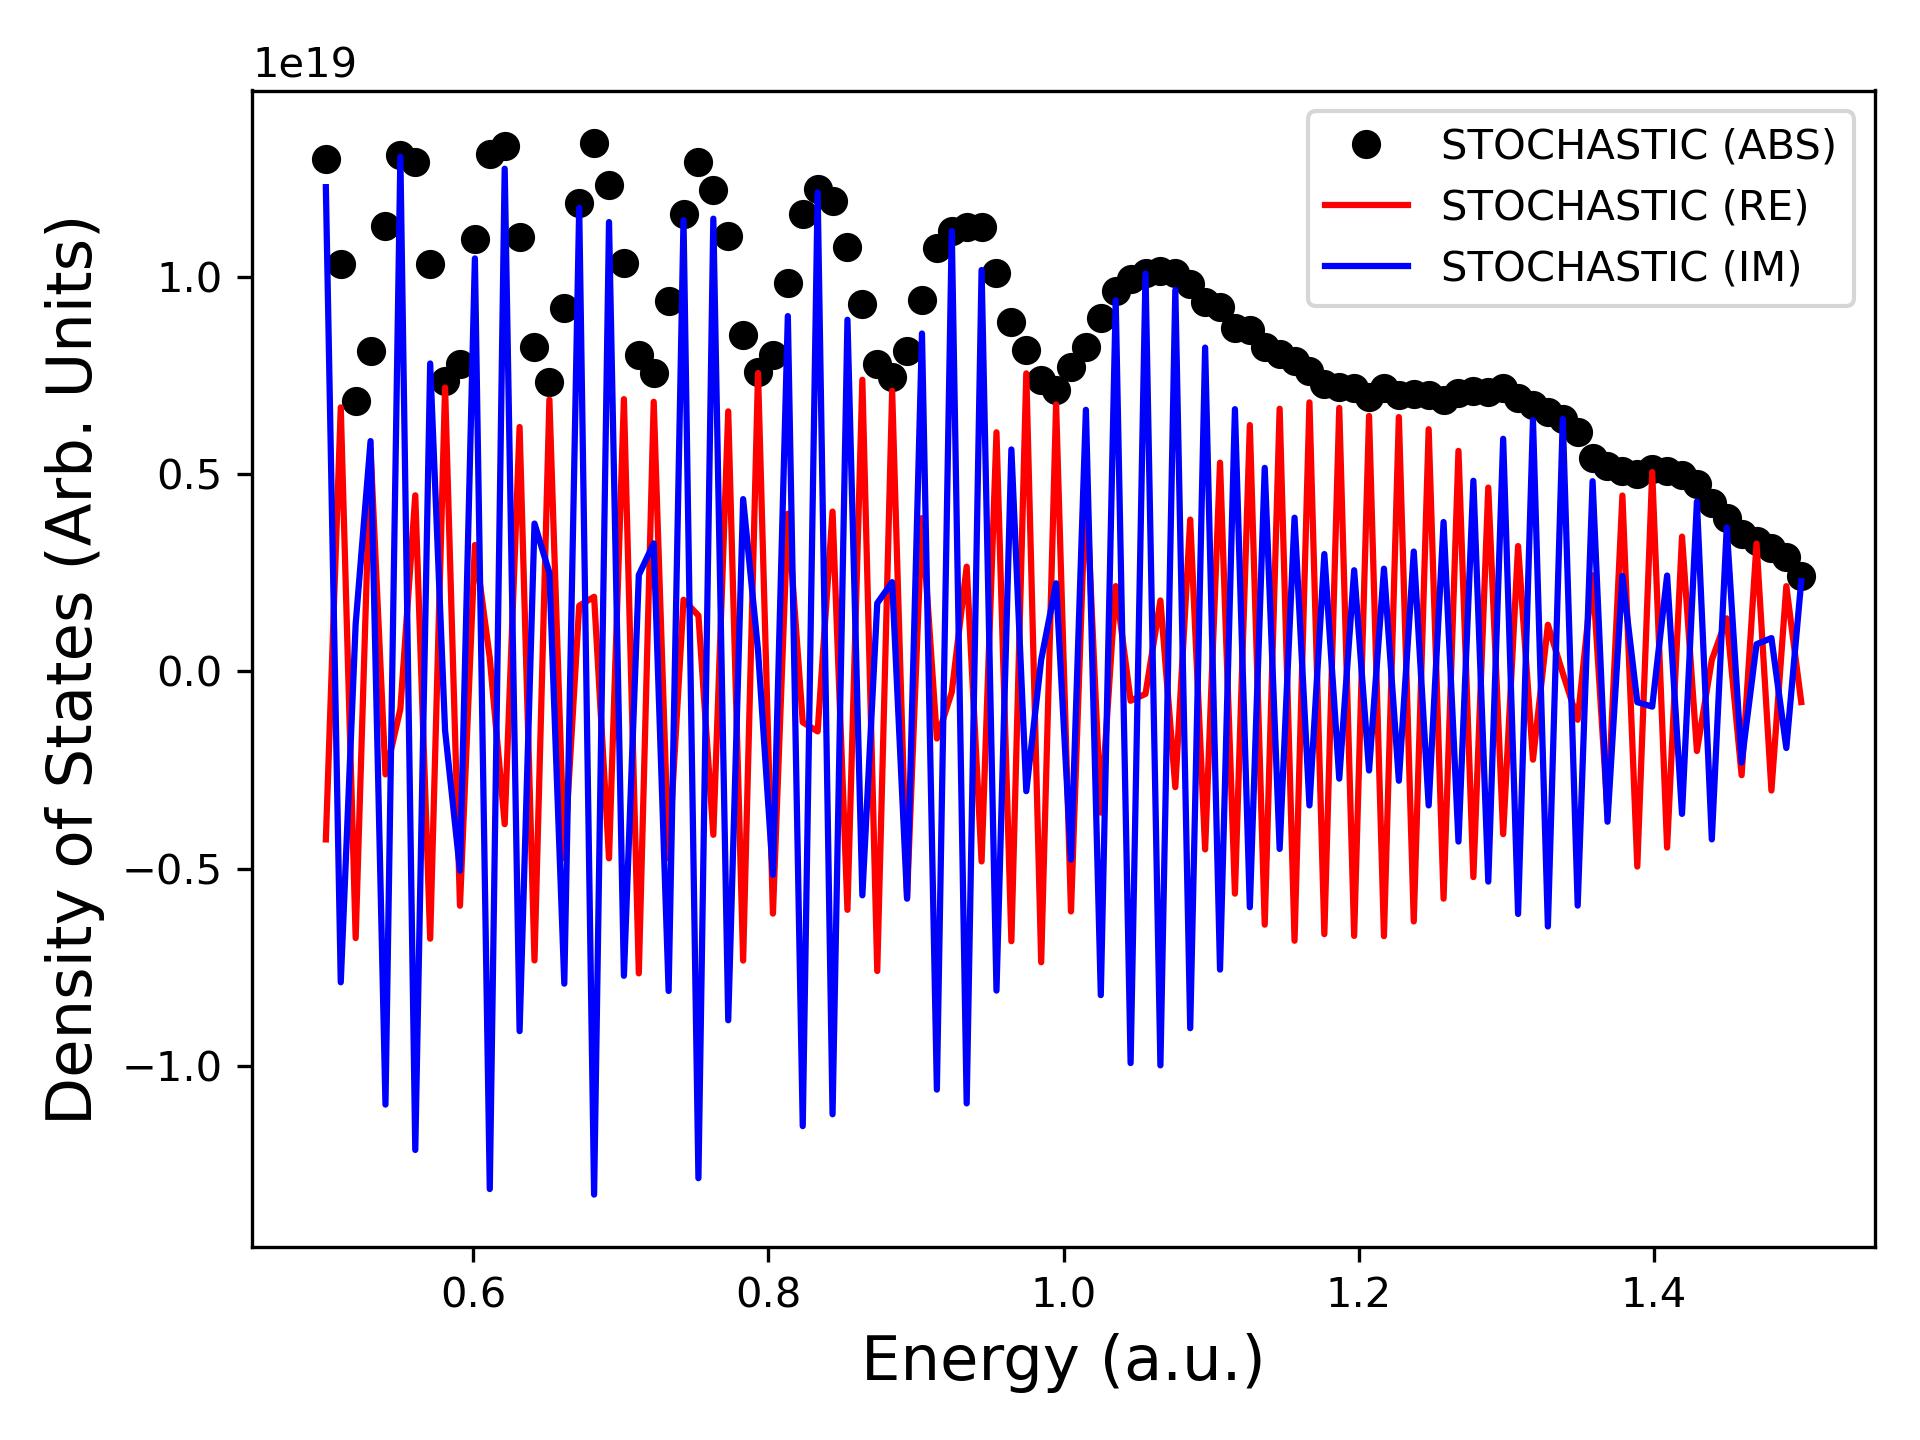 1e19
STOCHASTIC (ABS)
STOCHASTIC (RE)
STOCHASTIC (IM)
1.0
0.5
0.0
−0.5
−1.0
Density of States (Arb. Units)
0.6 0.8 1.0 1.2 1.4
Energy (a.u.)